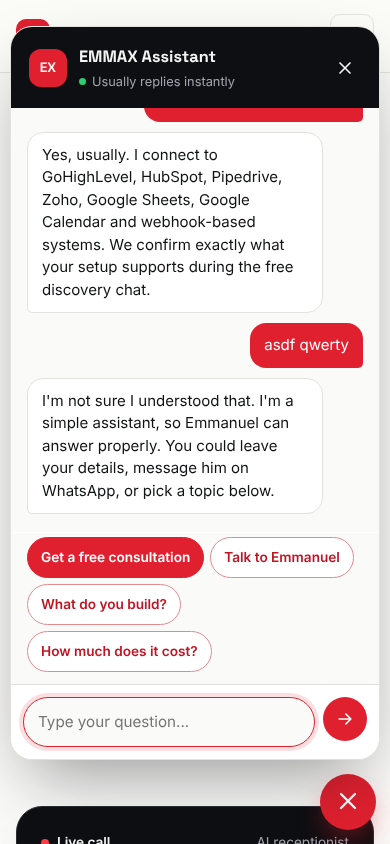 EX
EMMAX Assistant
Usually replies instantly
Yes, usually. I connect to
GoHighLevel, HubSpot, Pipedrive,
Zoho, Google Sheets, Google
Calendar and webhook-based
systems. We confirm exactly what
your setup supports during the free
discovery chat.
asdf qwerty
I'm not sure I understood that. I'm a
simple assistant, so Emmanuel can
answer properly. You could leave
your details, message him on
WhatsApp, or pick a topic below.
Get a free consultation
Talk to Emmanuel
What do you build?
How much does it cost?
Type your question...
Live call
AI receptionist